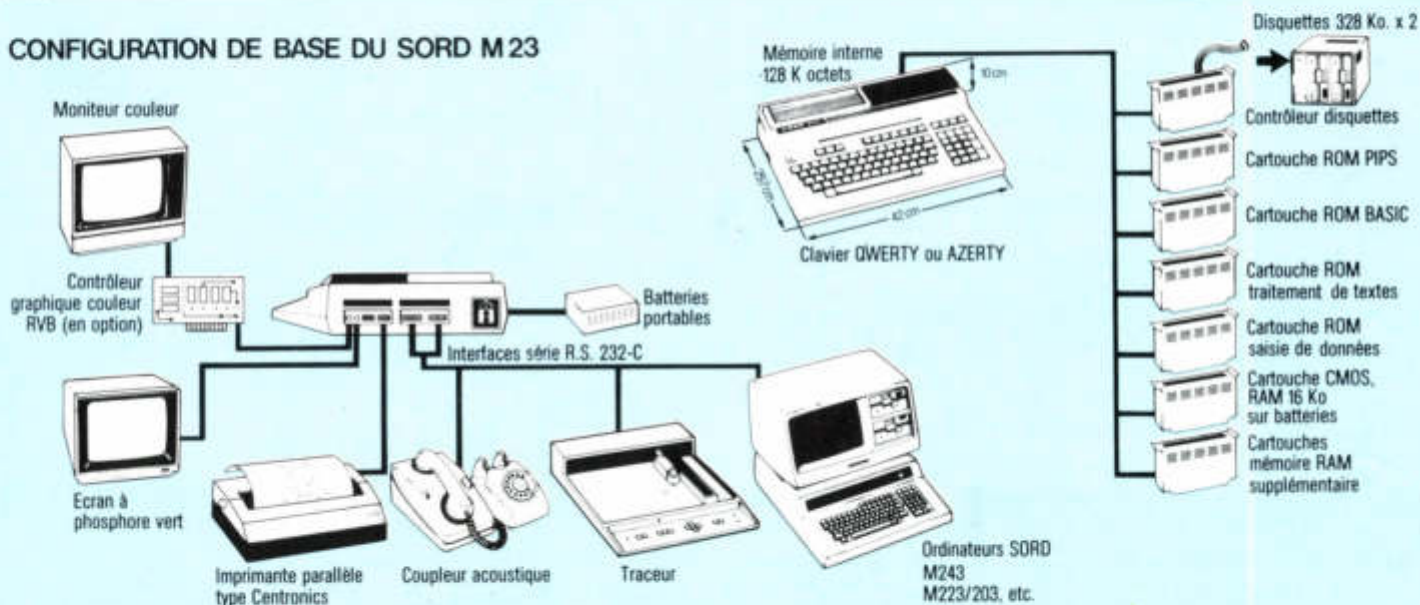 CONFIGURATION DE BASE DU SORD M 23
Moniteur couleur
Contrôleur
graphique couleur
RVB (en option)
Ecran à
phosphore vert
Imprimante parallèle
type Centronics
Coupleur acoustique
Traceur
Interfaces série R.S. 232-C
Batteries
portables
Ordinateurs SORD
M243
M223/203, etc.
Mémoire interne
-128 K octets
10 cm
42 cm
Clavier QWERTY ou AZERTY
Disquettes 328 Ko. x 2
Contrôleur disquettes
Cartouche ROM PIPS
Cartouche ROM BASIC
Cartouche ROM
traitement de textes
Cartouche ROM
saisie de données
Cartouche CMOS,
RAM 16 Ko
sur batteries
Cartouches
mémoire RAM
supplémentaire